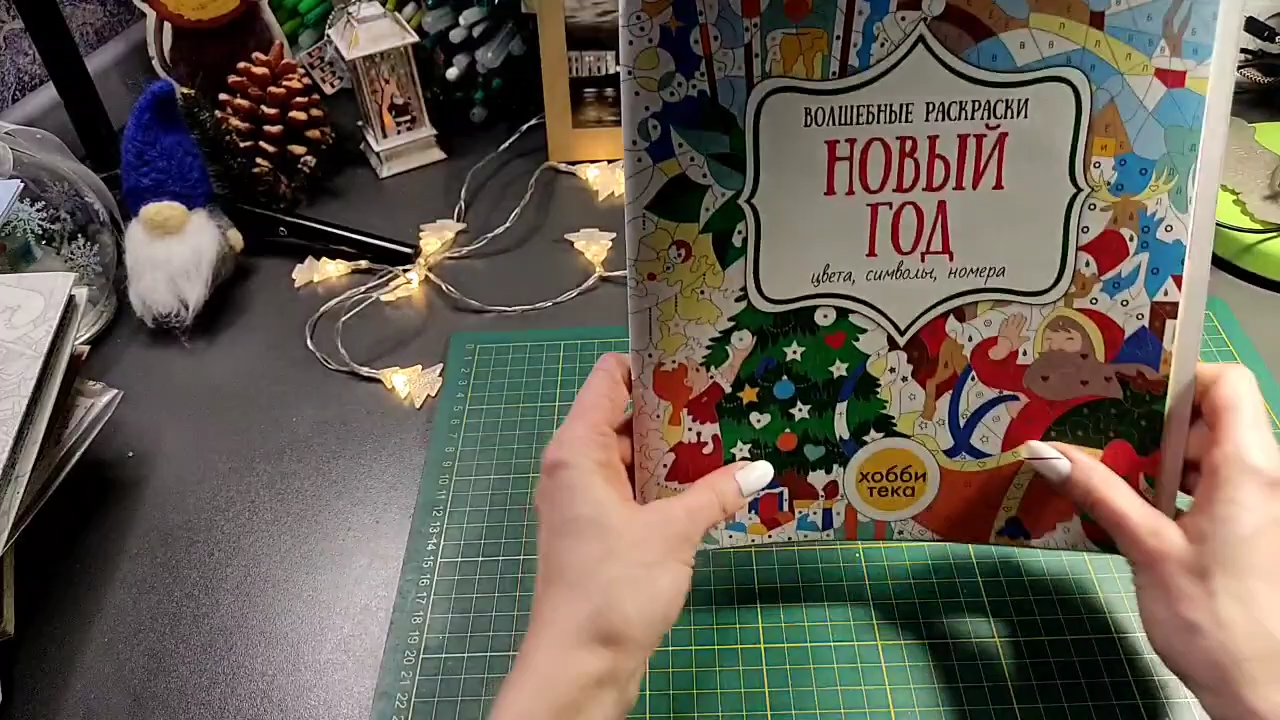 ВОЛШЕБНЫЕ РАСКРАСКИ
НОВЫЙ
ГОД
цвета, символы, номера
хобби
тека